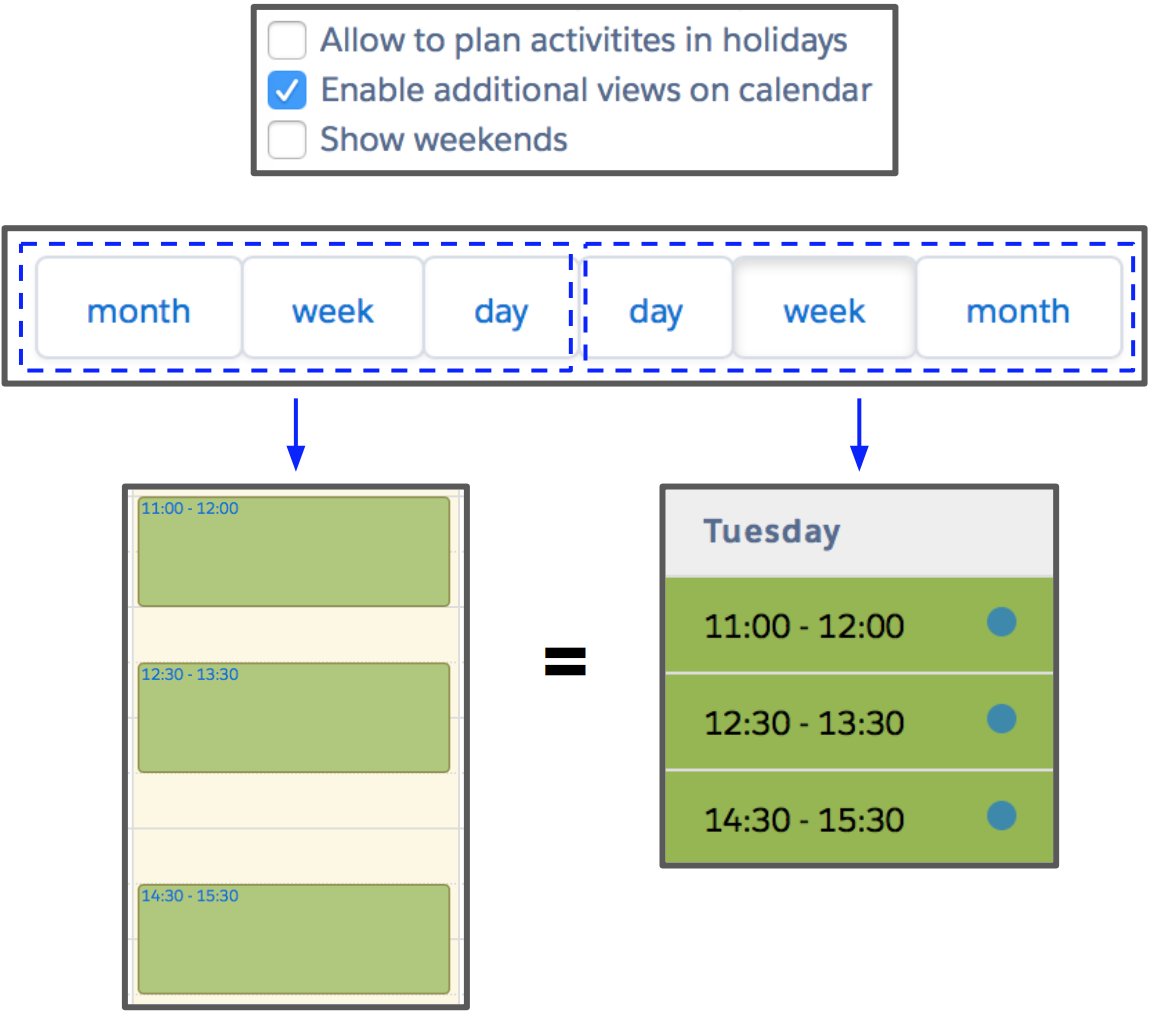 Allow to plan activitites in holidays
Enable additional views on calendar
Show weekends
month week day day week month
11:00 - 12:00
12:30 - 13:30
14:30 - 15:30
=
Tuesday
11:00 - 12:00
12:30 - 13:30
14:30 - 15:30